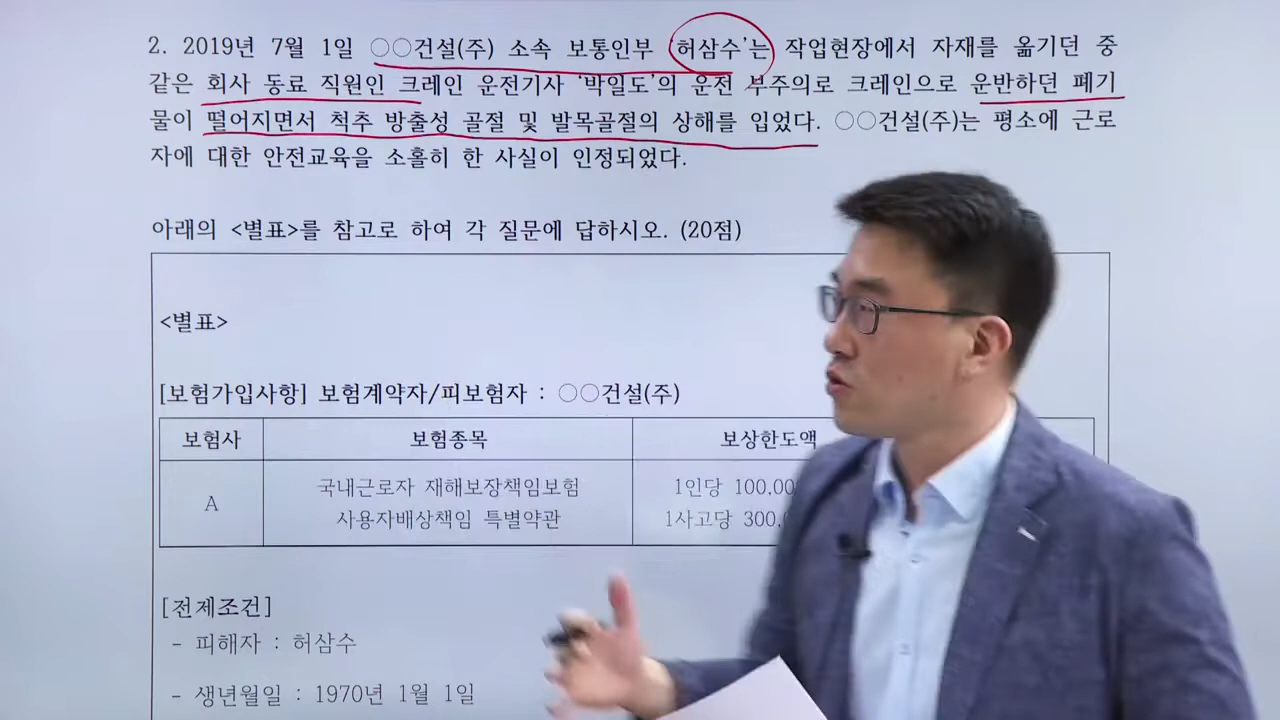 2. 2019년 7월 1일 ○○건설(주) 소속 보통인부 '허삼수'는 작업현장에서 자재를 옮기던 중
같은 회사 동료 직원인 크레인 운전기사 '박일도'의 운전 부주의로 크레인으로 운반하던 폐기
물이 떨어지면서 척추 방출성 골절 및 발목골절의 상해를 입었다. ○○건설(주)는 평소에 근로
자에 대한 안전교육을 소홀히 한 사실이 인정되었다.
아래의 <별표>를 참고로 하여 각 질문에 답하시오. (20점)
<별표>
[보험가입사항] 보험계약자/피보험자 : ○○건설(주)
보험사 보험종목 보상한도액
A 국내근로자 재해보장책임보험 1인당 100,00
사용자배상책임 특별약관 1사고당 300,
[전제조건]
- 피해자 : 허삼수
- 생년월일 : 1970년 1월 1일